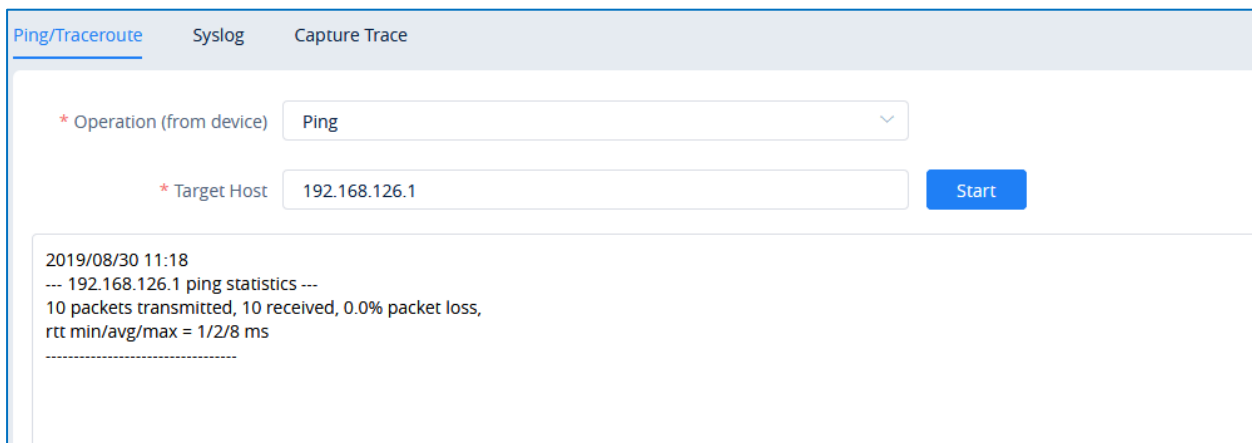 Ping/Traceroute Syslog Capture Trace
* Operation (from device) Ping
* Target Host 192.168.126.1 Start
2019/08/30 11:18
--- 192.168.126.1 ping statistics ---
10 packets transmitted, 10 received, 0.0% packet loss,
rtt min/avg/max = 1/2/8 ms
----------------------------------